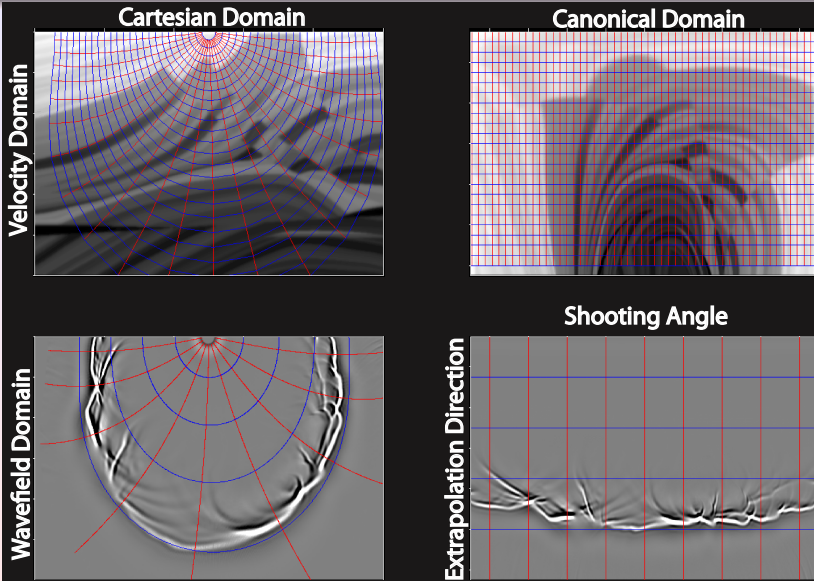 Cartesian Domain
Canonical Domain
Velocity Domain
Shooting Angle
Wavefield Domain
Extrapolation Direction